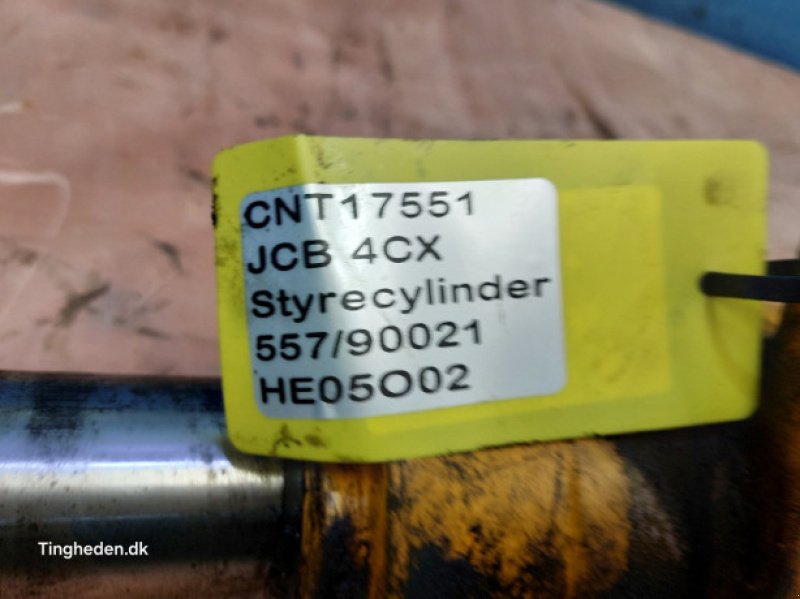 CNT17551
JCB 4CX
Styrecylinder
557/90021
HE05O02
Tingheden.dk